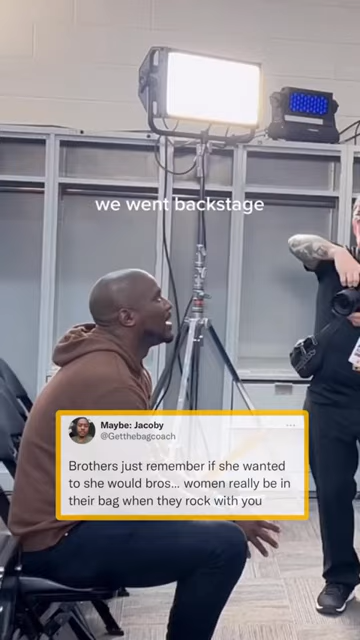 we went backstage
Maybe: Jacoby
@Getthebagcoach
Brothers just remember if she wanted
to she would bros... women really be in
their bag when they rock with you